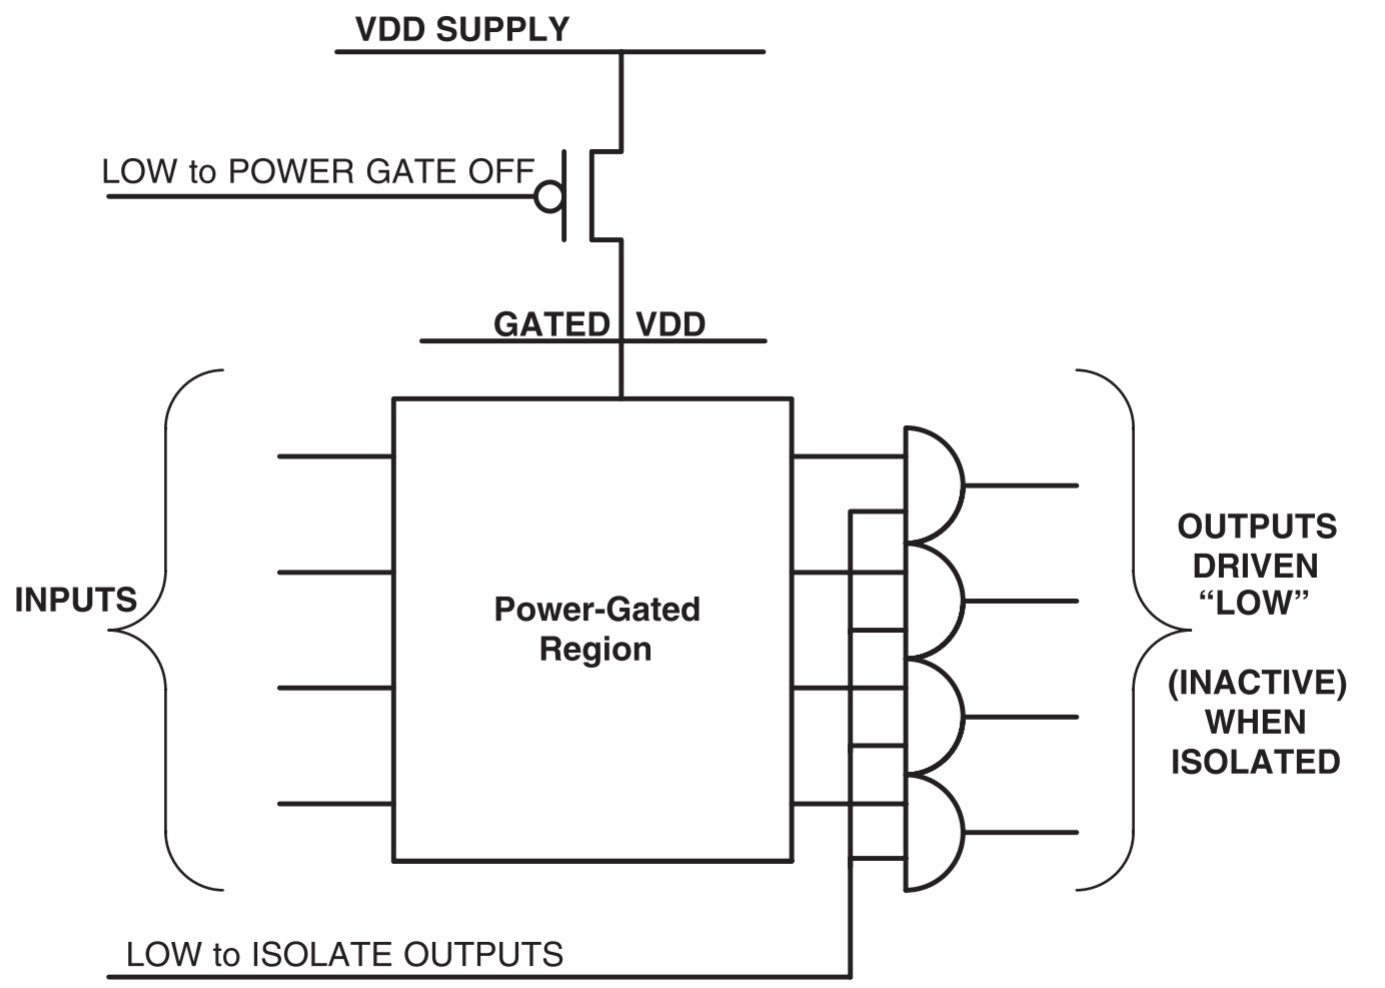 VDD SUPPLY
LOW to POWER GATE OFF
GATED VDD
INPUTS
Power-Gated
Region
OUTPUTS
DRIVEN
“LOW”
(INACTIVE)
WHEN
ISOLATED
LOW to ISOLATE OUTPUTS